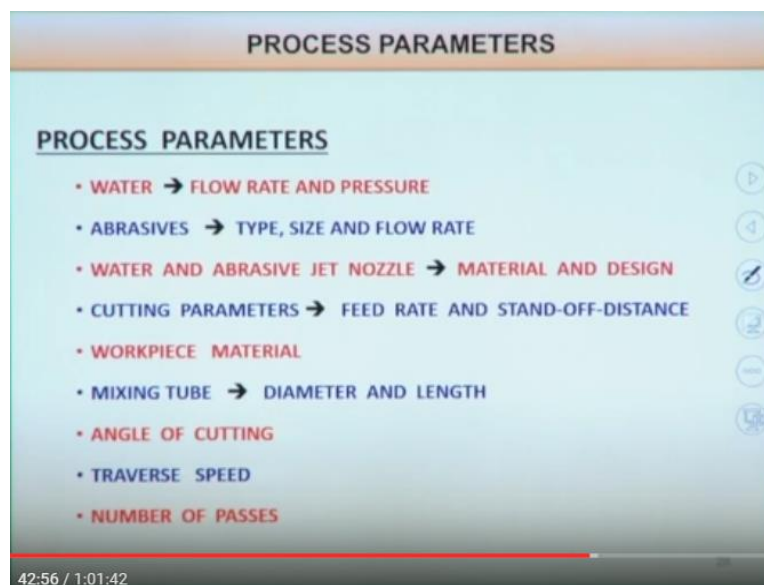 PROCESS PARAMETERS
PROCESS PARAMETERS
• WATER ➔ FLOW RATE AND PRESSURE
• ABRASIVES ➔ TYPE, SIZE AND FLOW RATE
• WATER AND ABRASIVE JET NOZZLE ➔ MATERIAL AND DESIGN
• CUTTING PARAMETERS ➔ FEED RATE AND STAND-OFF-DISTANCE
• WORKPIECE MATERIAL
• MIXING TUBE ➔ DIAMETER AND LENGTH
• ANGLE OF CUTTING
• TRAVERSE SPEED
• NUMBER OF PASSES
42:56 / 1:01:42